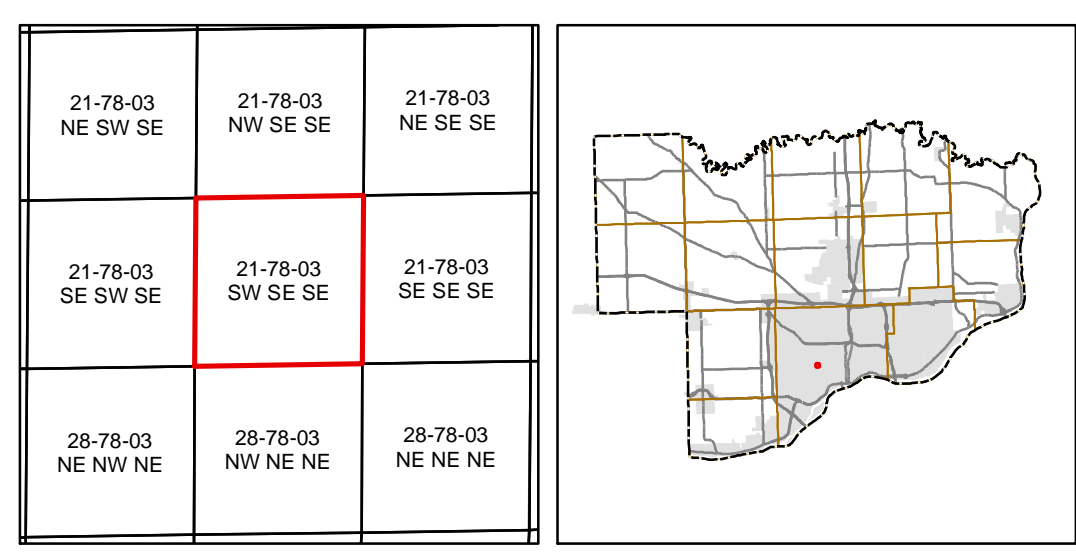 21-78-03
NE SW SE
21-78-03
NW SE SE
21-78-03
NE SE SE
21-78-03
SE SW SE
21-78-03
SW SE SE
21-78-03
SE SE SE
28-78-03
NE NW NE
28-78-03
NW NE NE
28-78-03
NE NE NE